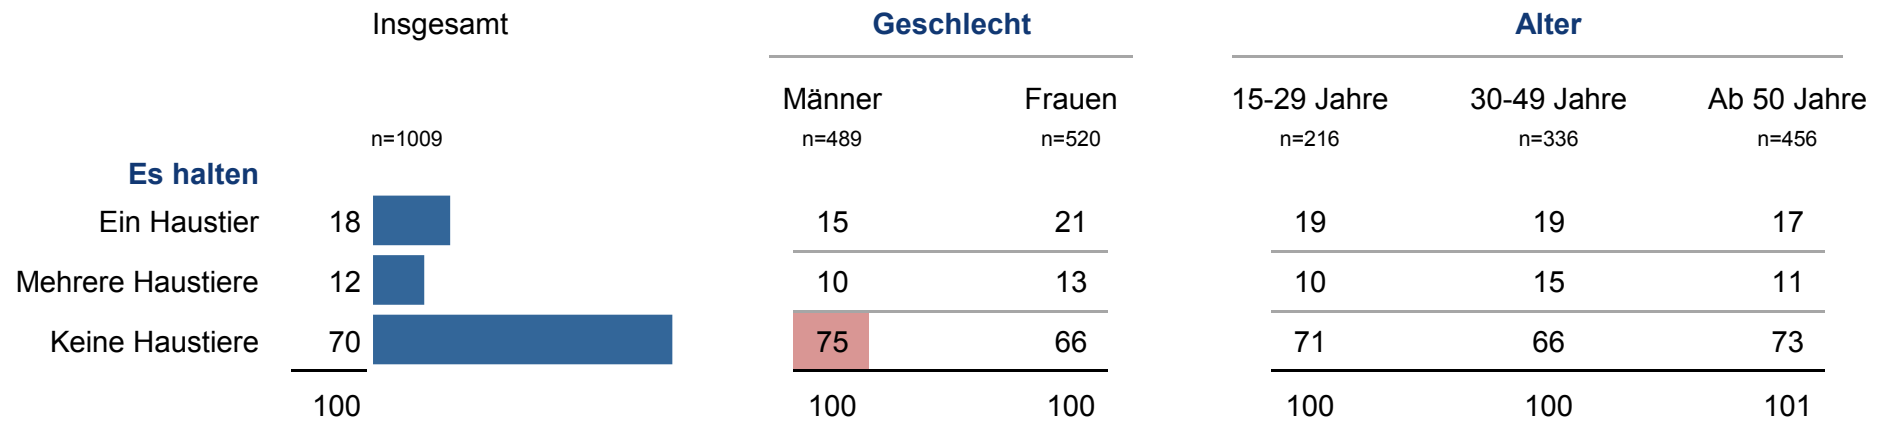 Insgesamt Geschlecht Alter
Männer Frauen 15-29 Jahre 30-49 Jahre Ab 50 Jahre
n=1009 n=489 n=520 n=216 n=336 n=456
Es halten
Ein Haustier 18 15 21 19 19 17
Mehrere Haustiere 12 10 13 10 15 11
Keine Haustiere 70 75 66 71 66 73
100 100 100 100 100 101